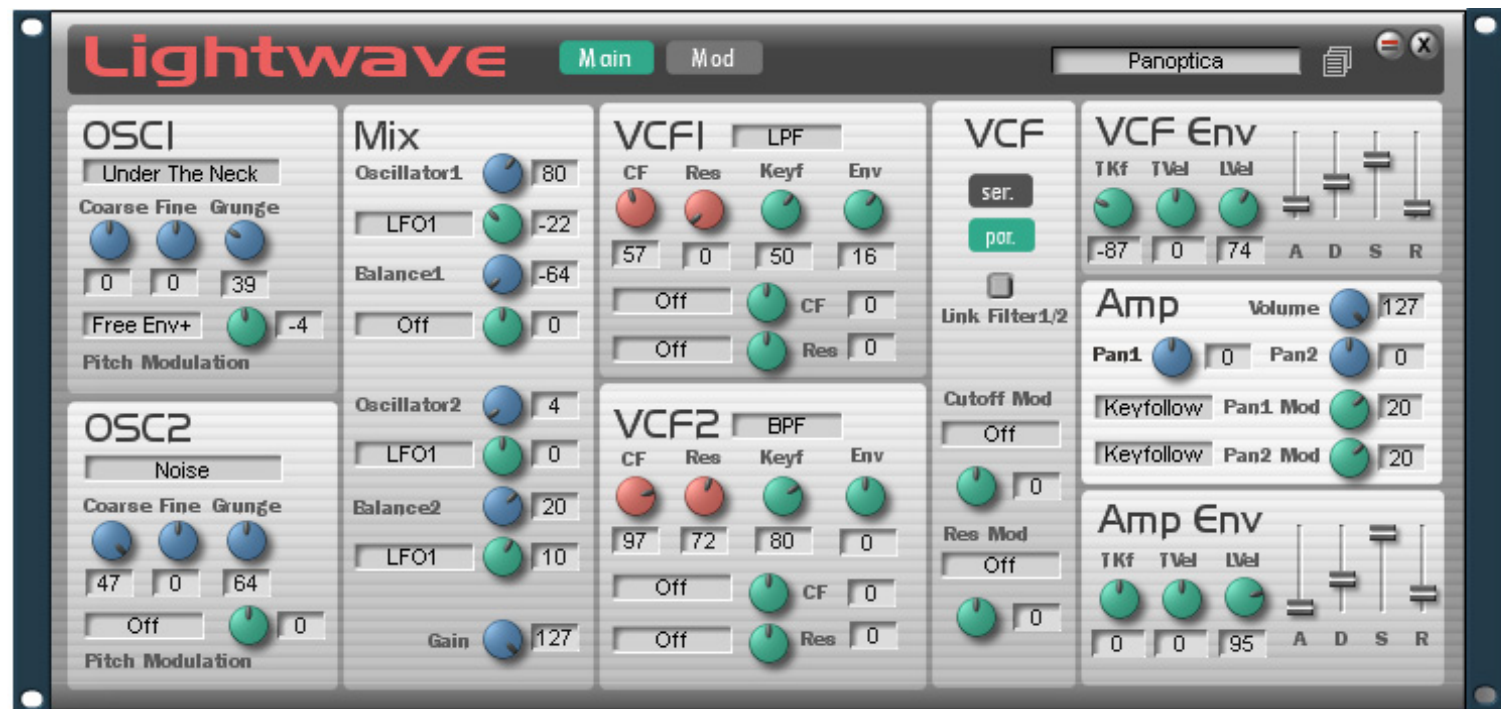 Lightwave
Main Mod
Panoptica
X
OSC1
Under The Neck
Coarse Fine Grunge
0 0 39
Free Env+ -4
Pitch Modulation
OSC2
Noise
Coarse Fine Grunge
47 0 64
Off 0
Pitch Modulation
Mix
Oscillator1 80
LFO1 -22
Balance1 -64
Off 0
Oscillator2 4
LFO1 0
Balance2 20
LFO1 10
Gain 127
VCF1 LPF
CF Res Keyf Env
57 0 50 16
Off CF 0
Off Res 0
VCF2 BPF
CF Res Keyf Env
97 72 80 0
Off CF 0
Off Res 0
VCF
ser.
par.
Link Filter1/2
Cutoff Mod
Off
0
Res Mod
Off
0
VCF Env
TKf TVel LVel
-87 0 74 A D S R
Amp Volume 127
Pan1 0 Pan2 0
Keyfollow Pan1 Mod 20
Keyfollow Pan2 Mod 20
Amp Env
TKf TVel LVel
0 0 95 A D S R